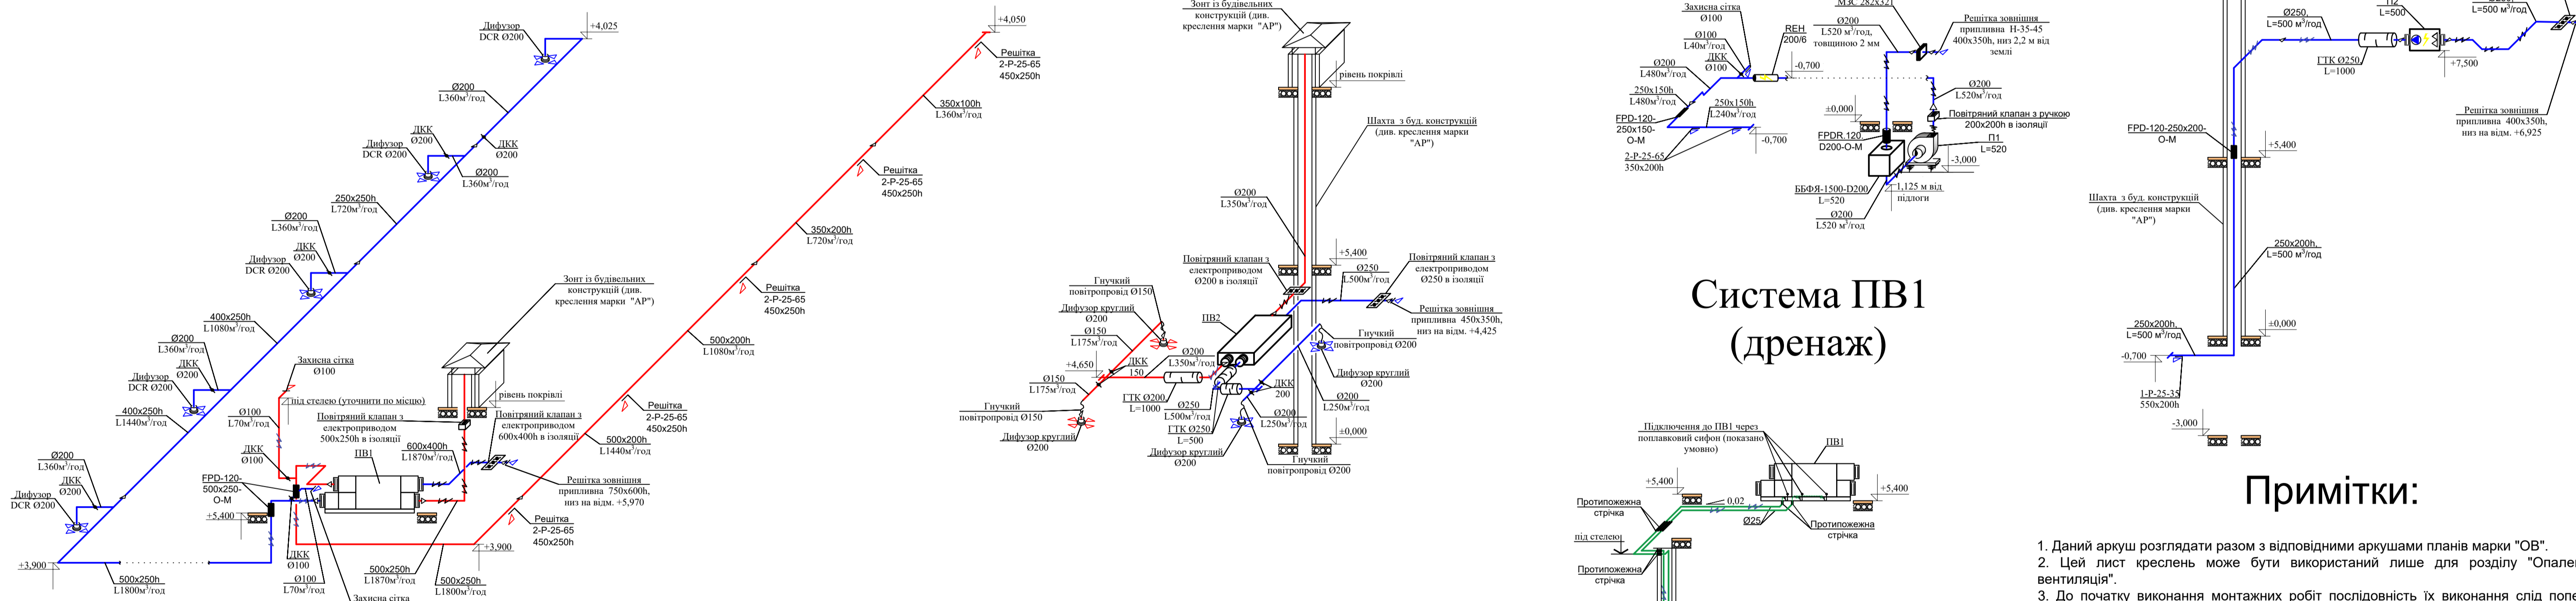 Дифузор
DCR Ø200
+4,025
Ø200
L360м³/год
ДКК
Ø200
ДКК
Ø200
Дифузор
DCR Ø200
Ø200
L360м³/год
250x250h
L720м³/год
Ø200
L360м³/год
ДКК
Ø200
Дифузор
DCR Ø200
400x250h
L1080м³/год
Ø200
L360м³/год
ДКК
Ø200
Дифузор
DCR Ø200
400x250h
L1440м³/год
Ø200
L360м³/год
ДКК
Ø200
Дифузор
DCR Ø200
+3,900
500x250h
L1800м³/год
Захисна сітка
Ø100
під стелею (уточнити по місцю)
Ø100
L70м³/год
ДКК
Ø100
FPD-120-
500x250-
О-М
+5,400
ДКК
Ø100
Ø100
L70м³/год
Захисна сітка
Повітряний клапан з
електроприводом
500x250h в ізоляції
ПВ1
600x400h
L1870м³/год
500x250h
L1870м³/год
500x250h
L1800м³/год
+3,900
Зонт із будівельних
конструкцій (див.
креслення марки "АР")
рівень покрівлі
Повітряний клапан з
електроприводом
600x400h в ізоляції
Решітка зовнішня
припливна 750x600h,
низ на відм. +5,970
+4,050
Решітка
2-Р-25-65
450x250h
350x100h
L360м³/год
Решітка
2-Р-25-65
450x250h
350x200h
L720м³/год
Решітка
2-Р-25-65
450x250h
500x200h
L1080м³/год
Решітка
2-Р-25-65
450x250h
500x200h
L1440м³/год
Решітка
2-Р-25-65
450x250h
Зонт із будівельних
конструкцій (див.
креслення марки "АР")
рівень покрівлі
Шахта з буд. конструкцій
(див. креслення марки
"АР")
Ø200
L350м³/год
+5,400
Повітряний клапан з
електроприводом
Ø200 в ізоляції
Ø250
L500м³/год
Повітряний клапан з
електроприводом
Ø250 в ізоляції
Решітка зовнішня
припливна 450x350h,
низ на відм. +4,425
ПВ2
Гнучкий
повітропровід Ø150
Дифузор круглий
Ø200
Ø150
L175м³/год
+4,650
ДКК
150
Ø200
L350м³/год
Ø150
L175м³/год
Гнучкий
повітропровід Ø150
Дифузор круглий
Ø200
ГТК Ø200
L=1000
Ø250
L500м³/год
ГТК Ø250
L=500
Дифузор круглий
Ø200
Ø200
L250м³/год
ДКК
200
Гнучкий
повітропровід Ø200
Дифузор круглий
Ø200
Ø200
L250м³/год
±0,000
Гнучкий
повітропровід Ø200
Захисна сітка
Ø100
Ø100
L40м³/год
ДКК
Ø100
REH
200/6
-0,700
Ø200
L480м³/год
250x150h
L480м³/год
FPD-120-
250x150-
О-М
250x150h
L240м³/год
-0,700
2-Р-25-65
350x200h
МЗС 282x321
Ø200
L520 м³/год,
товщиною 2 мм
Решітка зовнішня
припливна Н-35-45
400x350h, низ 2,2 м від
землі
Ø200
L520м³/год
±0,000
Повітряний клапан з ручкою
200x200h в ізоляції
FPDR.120.
D200-О-М
П1
L=520
-3,000
ББФЯ-1500-D200
L=520
1,125 м від
підлоги
Ø200
L520 м³/год
Система ПВ1
(дренаж)
Підключення до ПВ1 через
поплавковий сифон (показано
умовно)
ПВ1
+5,400
+5,400
0,02
Протипожежна
стрічка
Ø25
Протипожежна
стрічка
під стелею
Протипожежна
стрічка
Ø250,
L=500 м³/год
П2
L=500
L=500 м³/год
ГТК Ø250
L=1000
+7,500
Решітка зовнішня
припливна 400x350h,
низ на відм. +6,925
FPD-120-250x200-
О-М
+5,400
Шахта з буд. конструкцій
(див. креслення марки
"АР")
250x200h,
L=500 м³/год
250x200h,
L=500 м³/год
±0,000
-0,700
1-Р-25-35
550x200h
-3,000
Примітки:
1. Даний аркуш розглядати разом з відповідними аркушами планів марки "ОВ".
2. Цей лист креслень може бути використаний лише для розділу "Опален
вентиляція".
3. До початку виконання монтажних робіт послідовність їх виконання слід попе